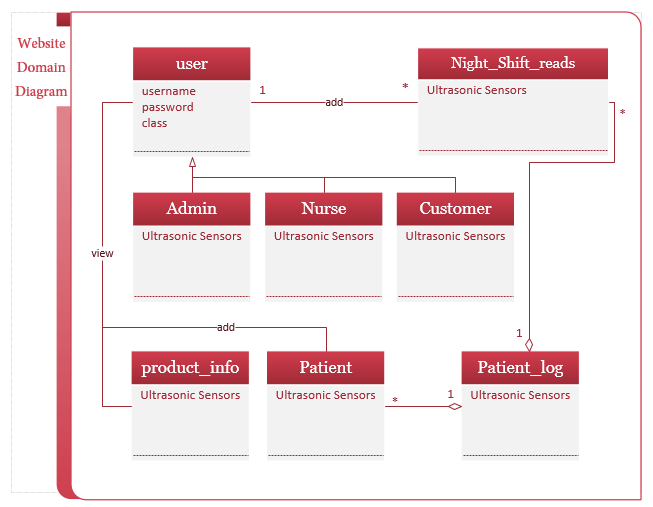 Website
Domain
Diagram
user
username
password
class
1
add
*
Night_Shift_reads
Ultrasonic Sensors
*
Admin
Ultrasonic Sensors
Nurse
Ultrasonic Sensors
Customer
Ultrasonic Sensors
view
add
1
product_info
Ultrasonic Sensors
Patient
Ultrasonic Sensors
*
1
Patient_log
Ultrasonic Sensors